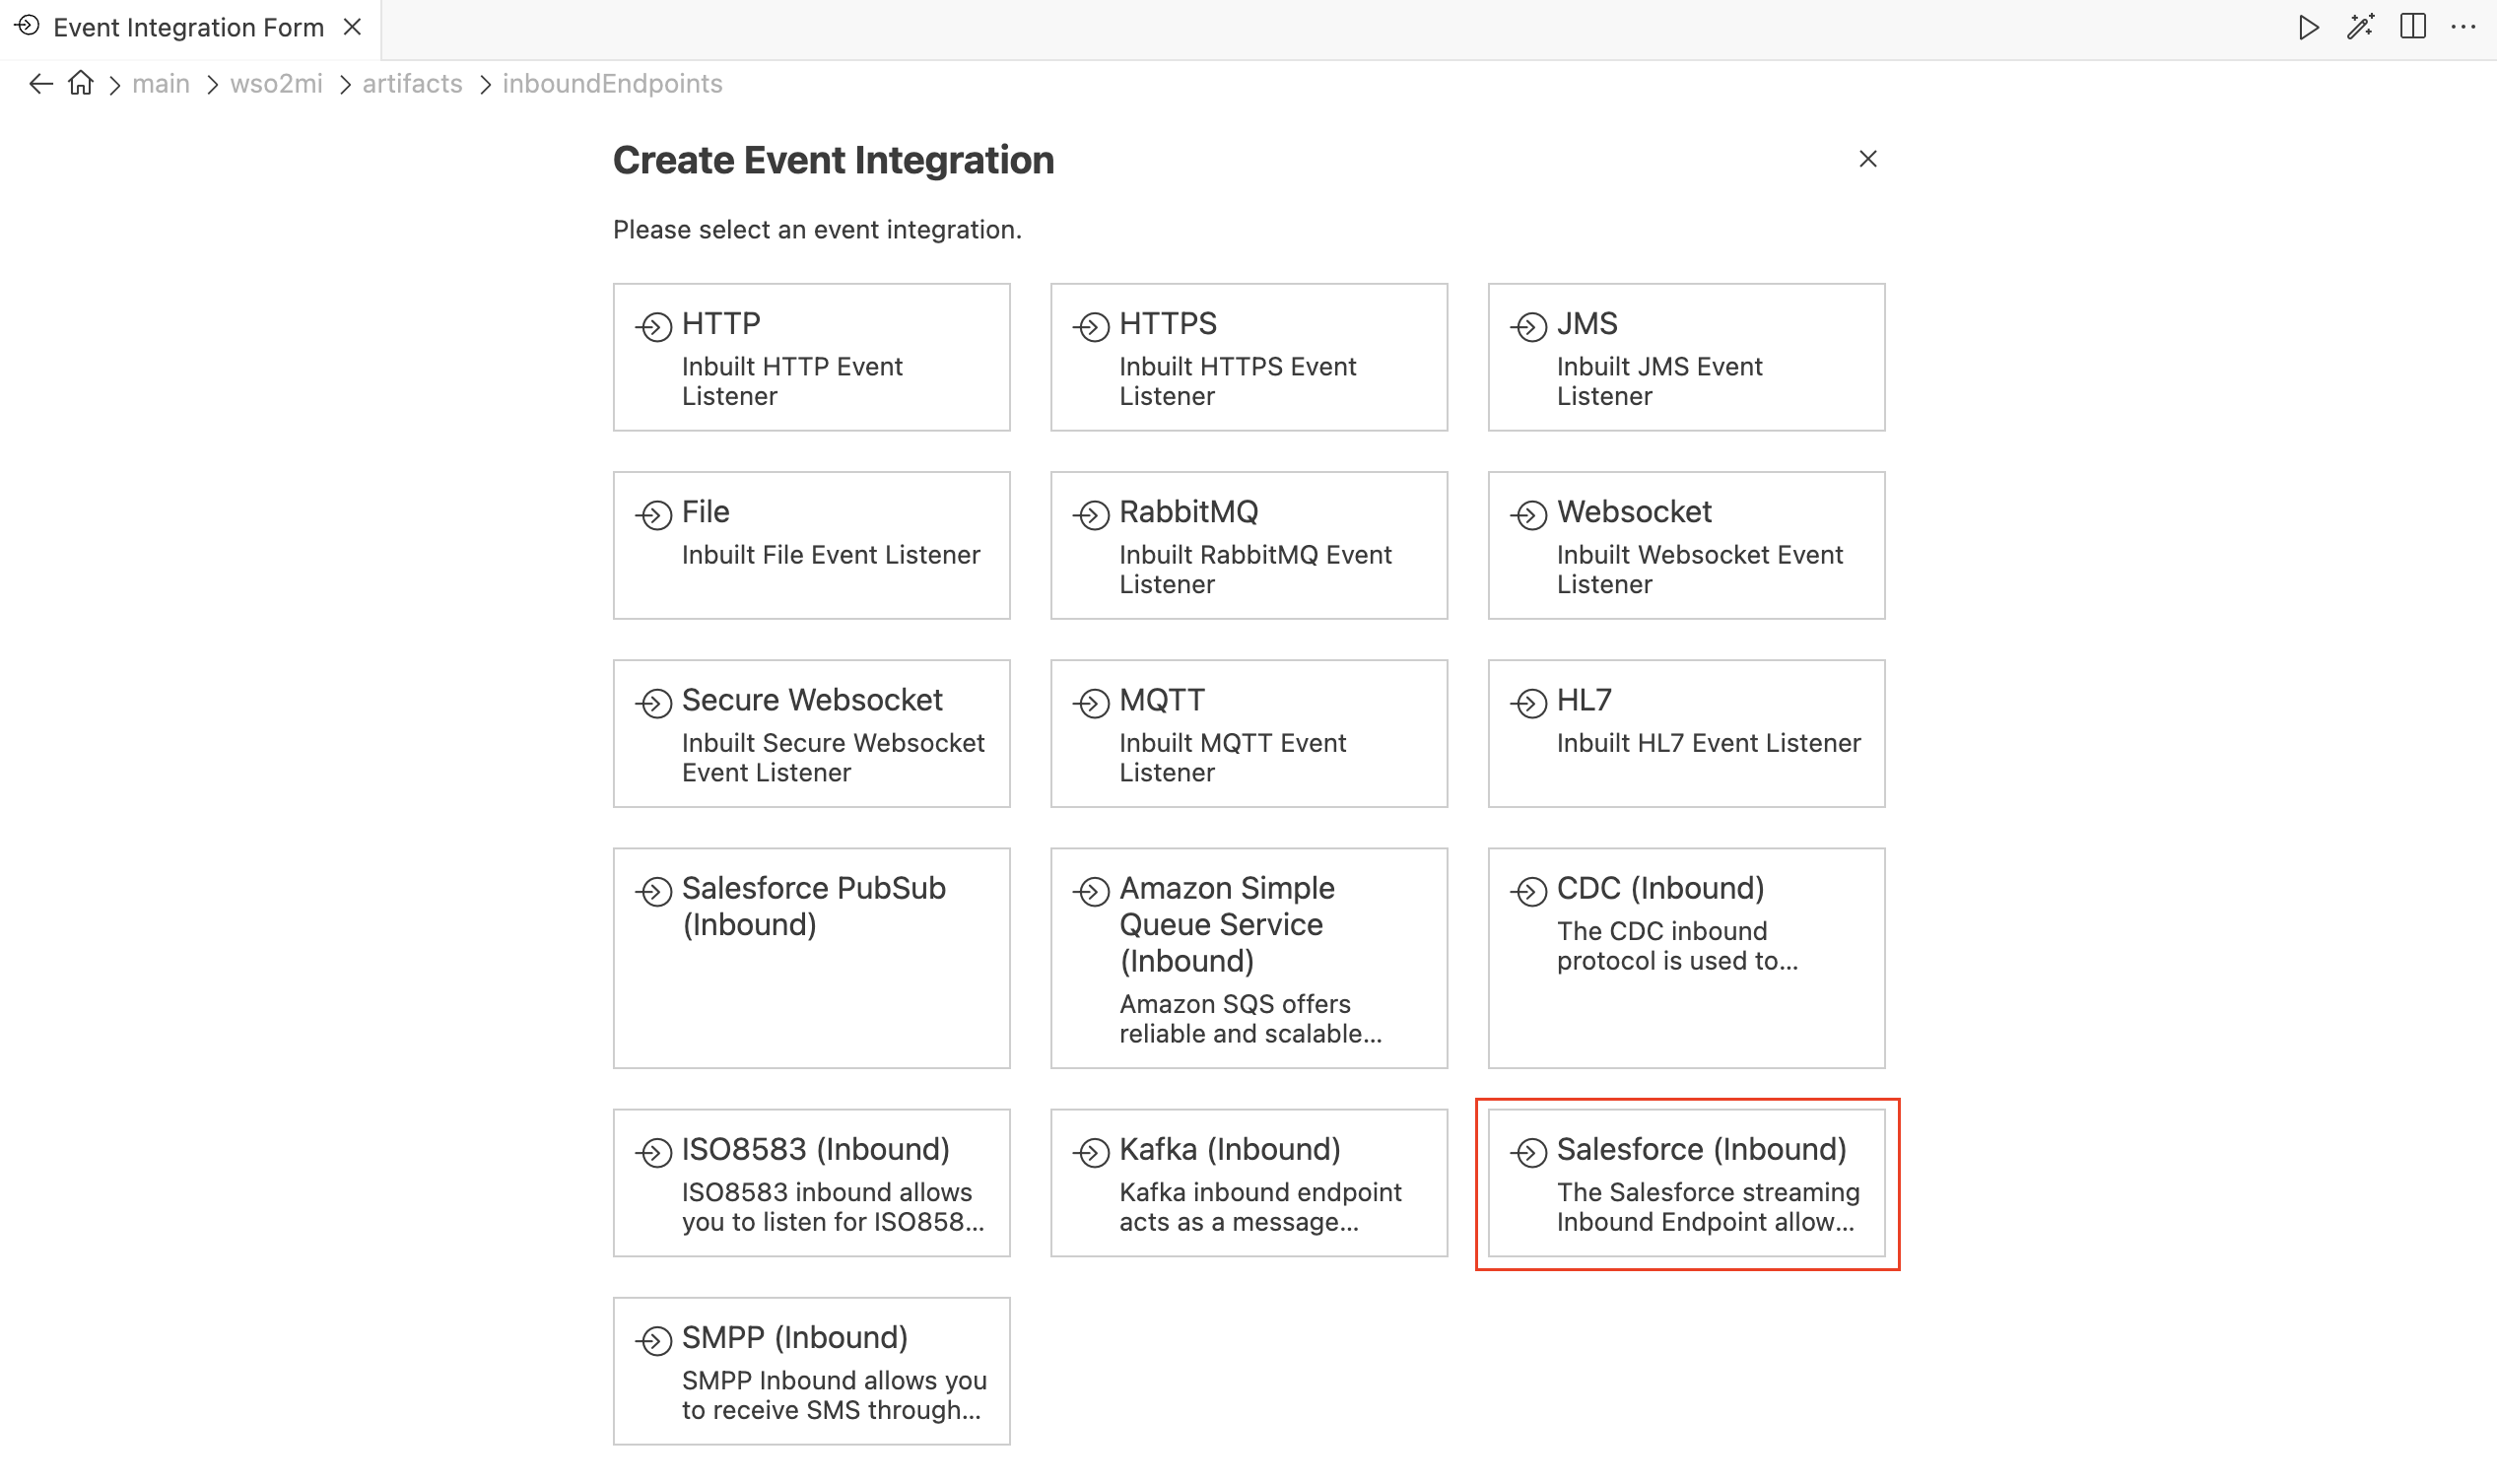 Event Integration Form
main
wso2mi
artifacts
inboundEndpoints
Create Event Integration
Please select an event integration.
HTTP
Inbuilt HTTP Event
Listener
HTTPS
Inbuilt HTTPS Event
Listener
JMS
Inbuilt JMS Event
Listener
File
Inbuilt File Event Listener
RabbitMQ
Inbuilt RabbitMQ Event
Listener
Websocket
Inbuilt Websocket Event
Listener
Secure Websocket
Inbuilt Secure Websocket
Event Listener
MQTT
Inbuilt MQTT Event
Listener
HL7
Inbuilt HL7 Event Listener
Salesforce PubSub
(Inbound)
Amazon Simple
Queue Service
(Inbound)
Amazon SQS offers
reliable and scalable...
CDC (Inbound)
The CDC inbound
protocol is used to...
ISO8583 (Inbound)
ISO8583 inbound allows
you to listen for ISO858...
Kafka (Inbound)
Kafka inbound endpoint
acts as a message...
Salesforce (Inbound)
The Salesforce streaming
Inbound Endpoint allow...
SMPP (Inbound)
SMPP Inbound allows you
to receive SMS through...